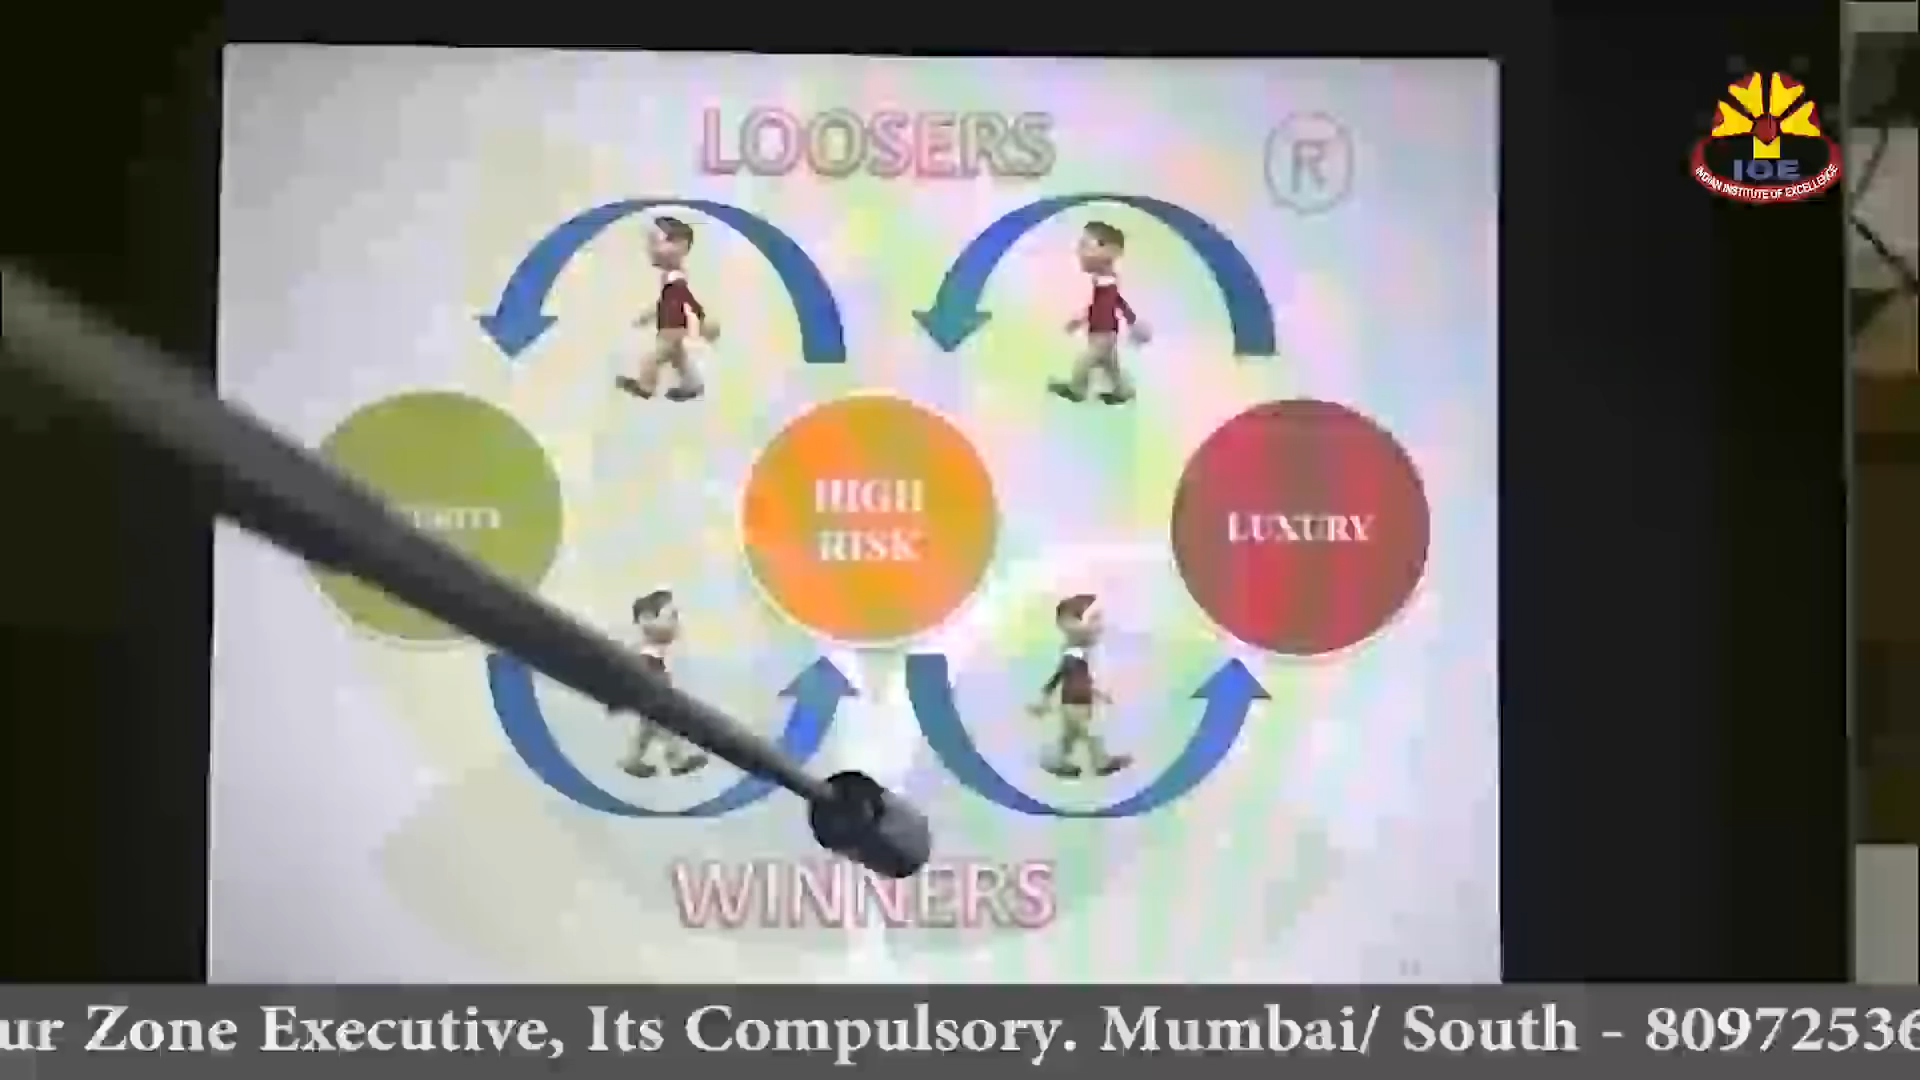 LOOSERS
R
IOE
INDIAN INSTITUTE OF EXCELLENCE
HIGH
RISK
LUXURY
WINNERS
ur Zone Executive, Its Compulsory. Mumbai/ South - 80972536